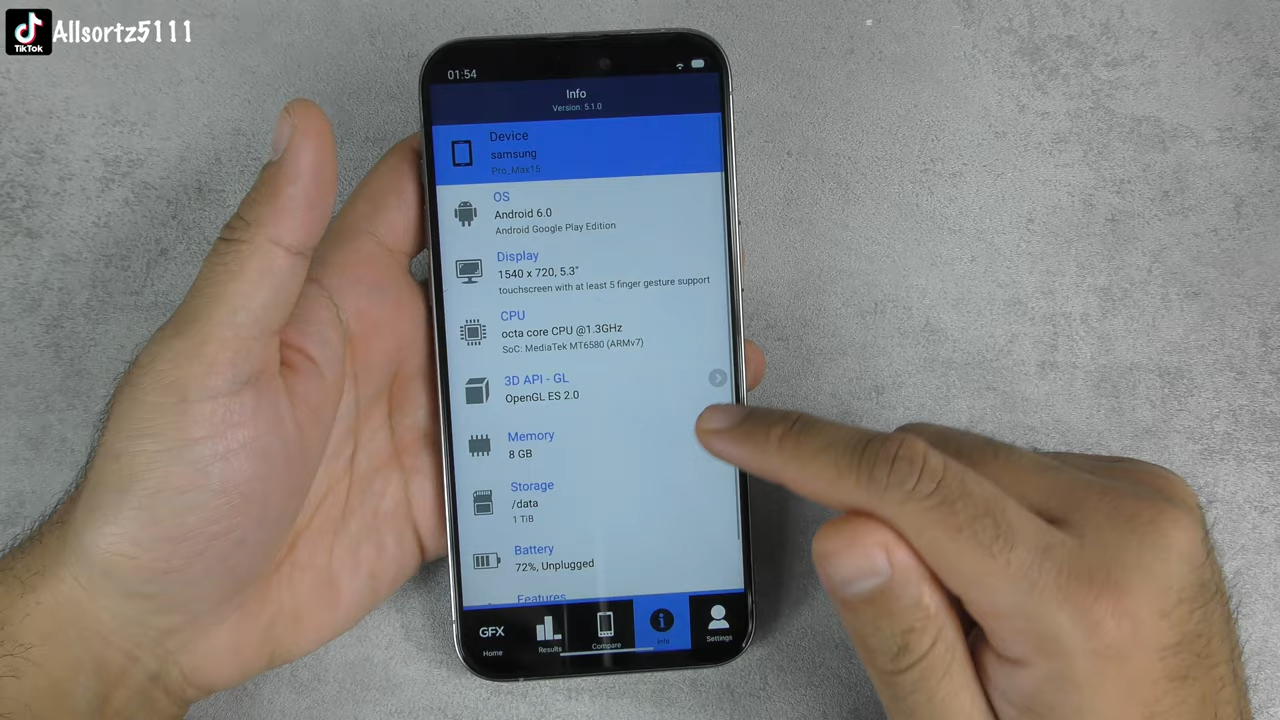 TikTok
Allsortz5111
01:54
Info
Version: 5.1.0
Device
samsung
Pro_Max15
OS
Android 6.0
Android Google Play Edition
Display
1540 x 720, 5.3"
touchscreen with at least 5 finger gesture support
CPU
octa core CPU @1.3GHz
SoC: MediaTek MT6580 (ARMv7)
3D API - GL
OpenGL ES 2.0
Memory
8 GB
Storage
/data
1 TiB
Battery
72%, Unplugged
Features
GFX
Home
Results
Compare
Info
Settings